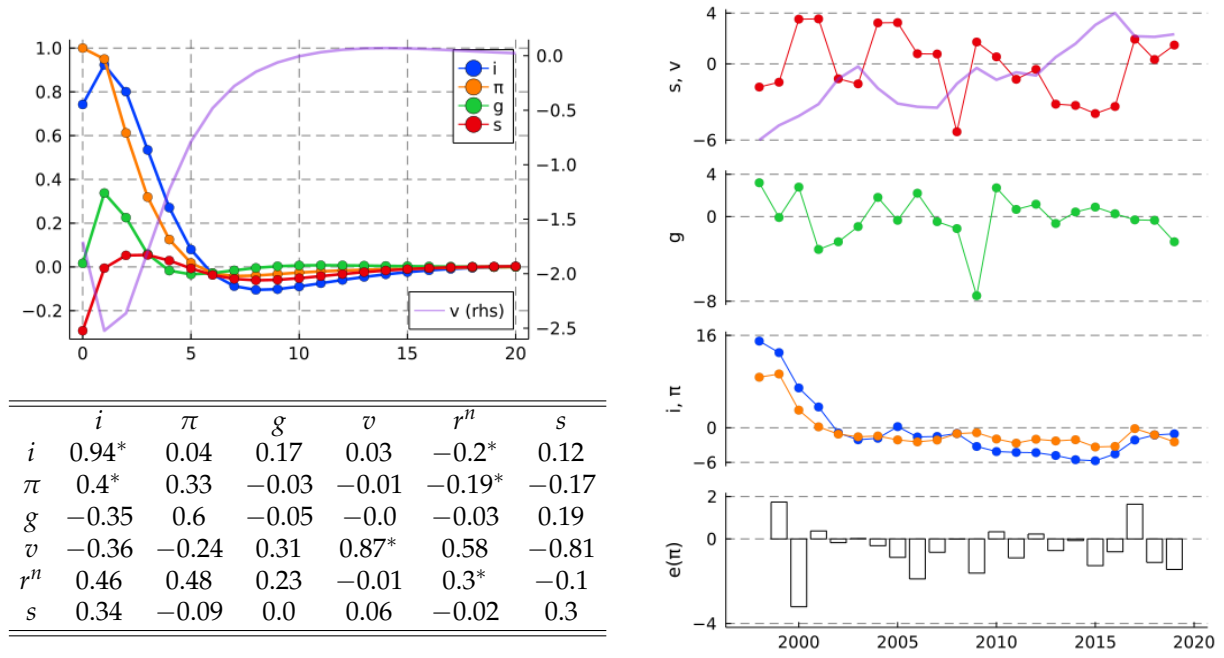 1.0
0.8
0.6
0.4
0.2
0.0
−0.2
0 5 10 15 20
0.0
−0.5
−1.0
−1.5
−2.0
−2.5
i
π
g
s
v (rhs)
i π g v rⁿ s
i 0.94* 0.04 0.17 0.03 −0.2* 0.12
π 0.4* 0.33 −0.03 −0.01 −0.19* −0.17
g −0.35 0.6 −0.05 −0.0 −0.03 0.19
v −0.36 −0.24 0.31 0.87* 0.58 −0.81
rⁿ 0.46 0.48 0.23 −0.01 0.3* −0.1
s 0.34 −0.09 0.0 0.06 −0.02 0.3
s, v
4
0
−6
g
4
0
−8
i, π
16
0
−6
e(π)
2
0
−4
2000 2005 2010 2015 2020